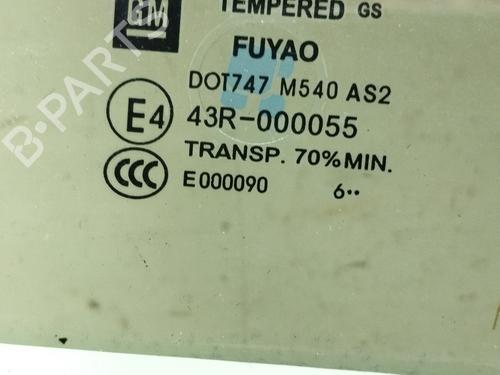 GM TEMPERED GS
FUYAO
DOT747 M540 AS2
E4 43R-000055
TRANSP. 70% MIN.
CCC E000090 6··
B-PARTS